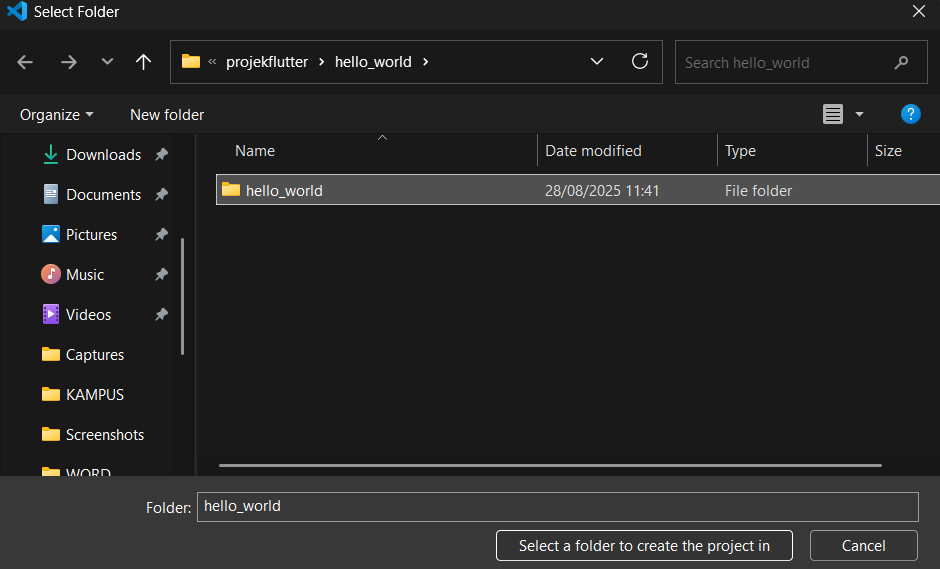 Select Folder
« projekflutter > hello_world >
Search hello_world
Organize New folder
?
Name Date modified Type Size
Downloads
hello_world 28/08/2025 11:41 File folder
Documents
Pictures
Music
Videos
Captures
KAMPUS
Screenshots
WORD
Folder: hello_world
Select a folder to create the project in Cancel